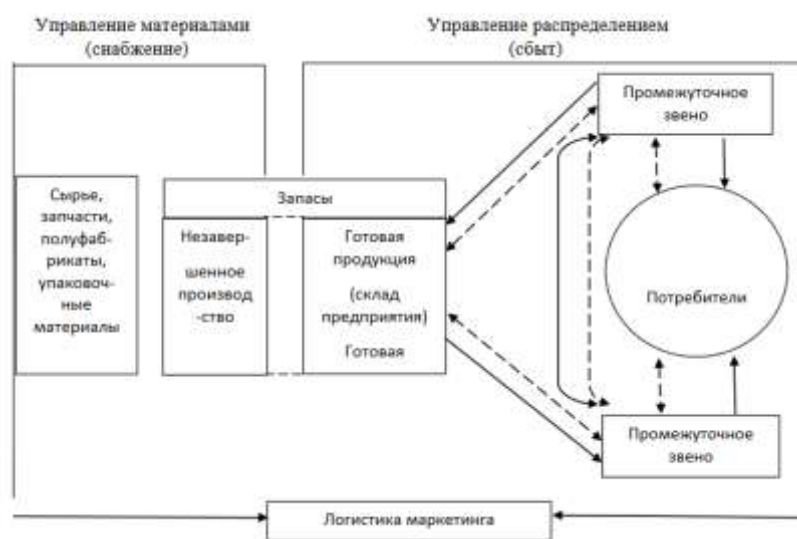 Управление материалами
(снабжение)
Управление распределением
(сбыт)
Промежуточное
звено
Сырье,
запчасти,
полуфаб-
рикаты,
упаковоч-
ные
материалы
Запасы
Незавер-
шенное
производ
-ство
Готовая
продукция
(склад
предприятия)
Готовая
Потребители
Промежуточное
звено
Логистика маркетинга